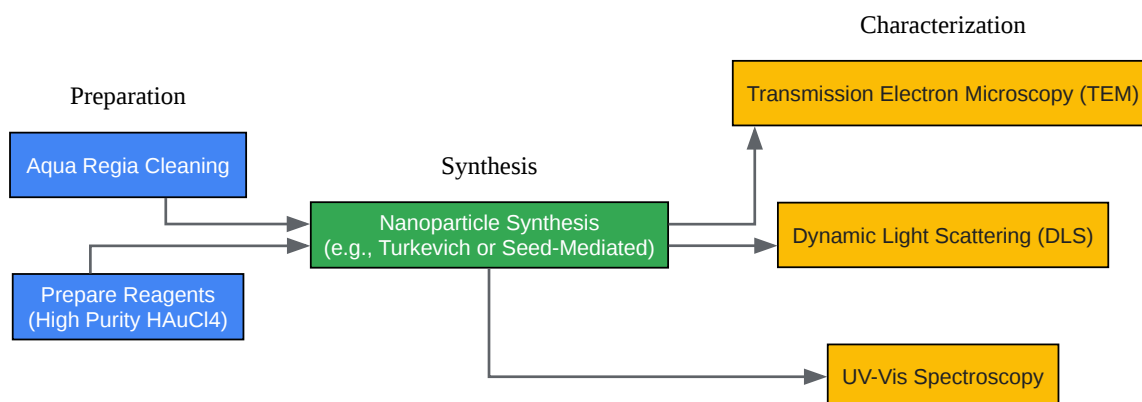 Preparation
Aqua Regia Cleaning
Prepare Reagents
(High Purity HAuCl4)
Synthesis
Nanoparticle Synthesis
(e.g., Turkevich or Seed-Mediated)
Characterization
Transmission Electron Microscopy (TEM)
Dynamic Light Scattering (DLS)
UV-Vis Spectroscopy